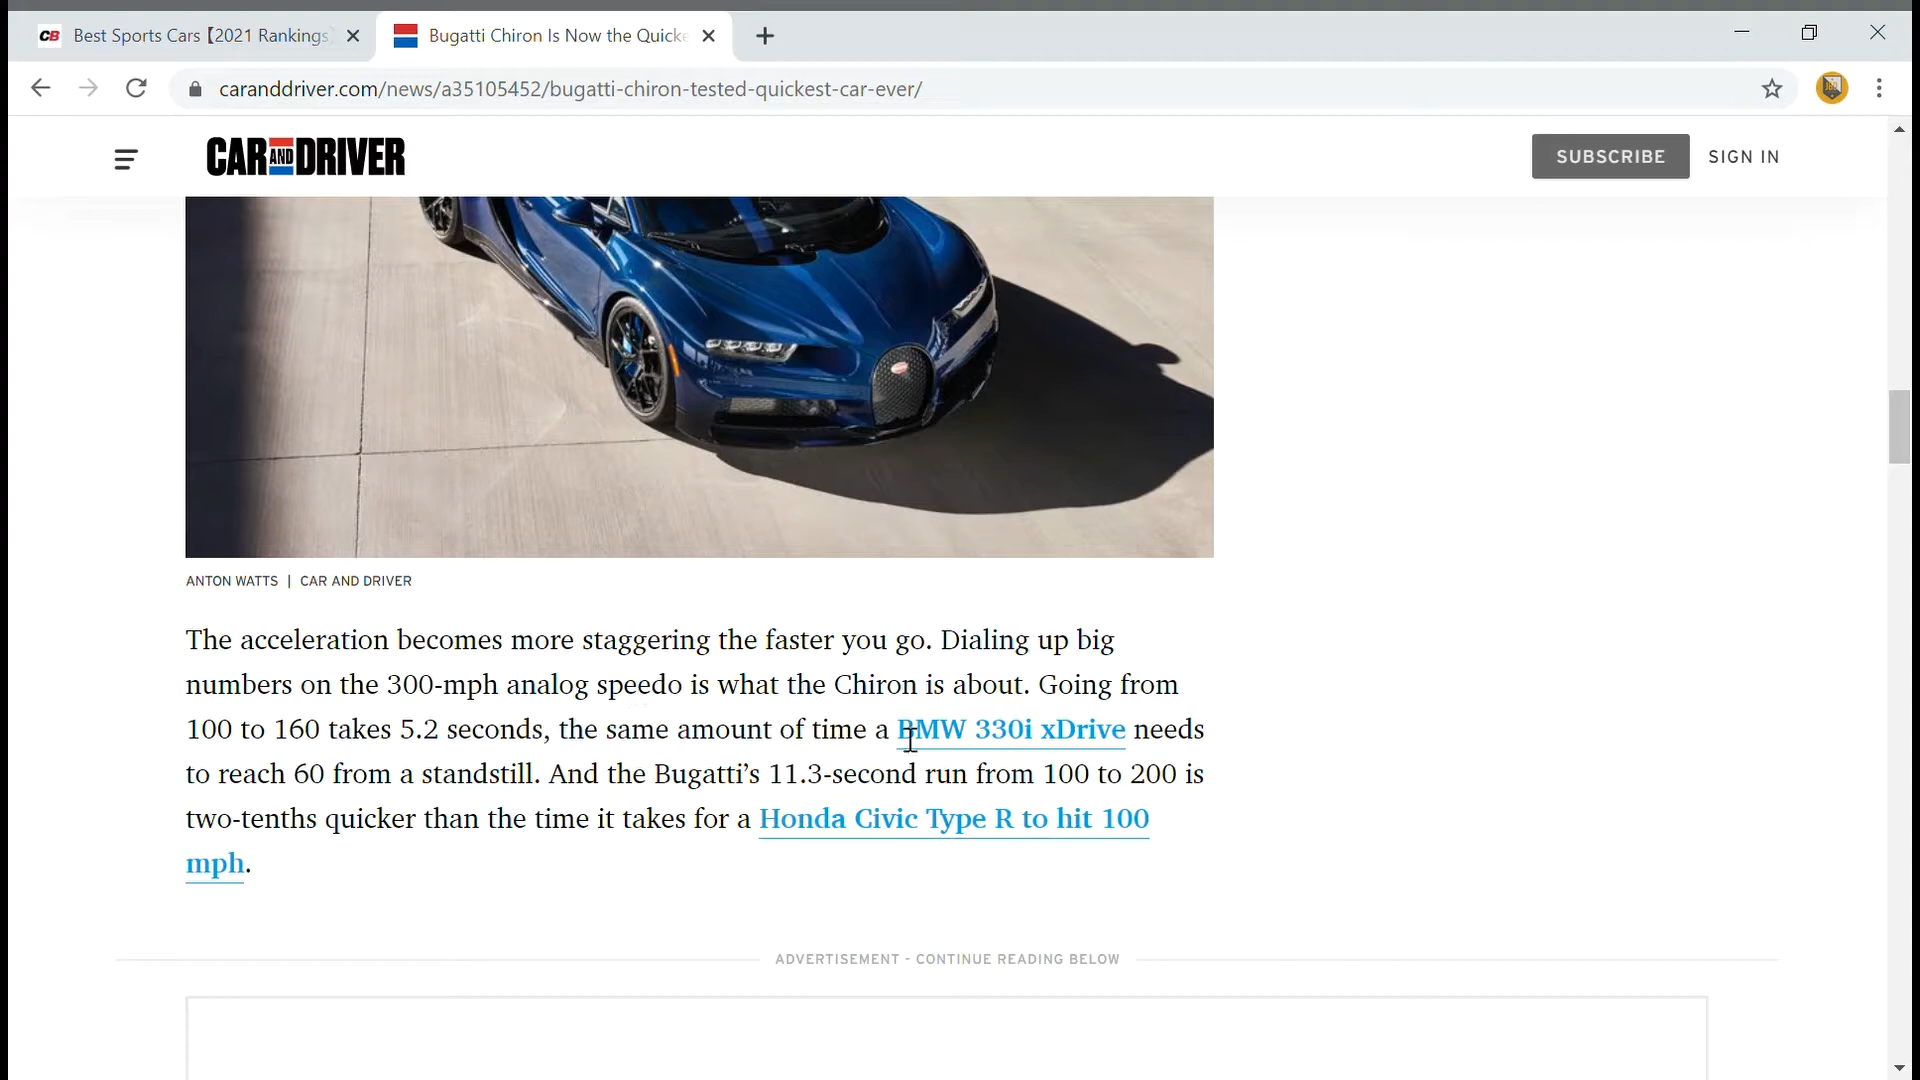 CB Best Sports Cars【2021 Rankings
Bugatti Chiron Is Now the Quicke
caranddriver.com/news/a35105452/bugatti-chiron-tested-quickest-car-ever/
CAR AND DRIVER
SUBSCRIBE
SIGN IN
ANTON WATTS | CAR AND DRIVER
The acceleration becomes more staggering the faster you go. Dialing up big
numbers on the 300-mph analog speedo is what the Chiron is about. Going from
100 to 160 takes 5.2 seconds, the same amount of time a BMW 330i xDrive needs
to reach 60 from a standstill. And the Bugatti’s 11.3-second run from 100 to 200 is
two-tenths quicker than the time it takes for a Honda Civic Type R to hit 100
mph.
ADVERTISEMENT - CONTINUE READING BELOW